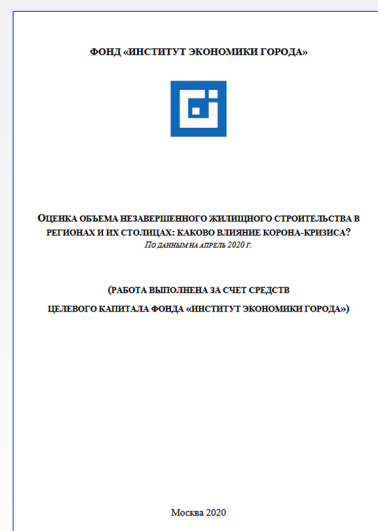 ФОНД «ИНСТИТУТ ЭКОНОМИКИ ГОРОДА»
ОЦЕНКА ОБЪЕМА НЕЗАВЕРШЕННОГО ЖИЛИЩНОГО СТРОИТЕЛЬСТВА В
РЕГИОНАХ И ИХ СТОЛИЦАХ: КАКОВО ВЛИЯНИЕ КОРОНА-КРИЗИСА?
По данным на апрель 2020 г.
(РАБОТА ВЫПОЛНЕНА ЗА СЧЕТ СРЕДСТВ
ЦЕЛЕВОГО КАПИТАЛА ФОНДА «ИНСТИТУТ ЭКОНОМИКИ ГОРОДА»)
Москва 2020